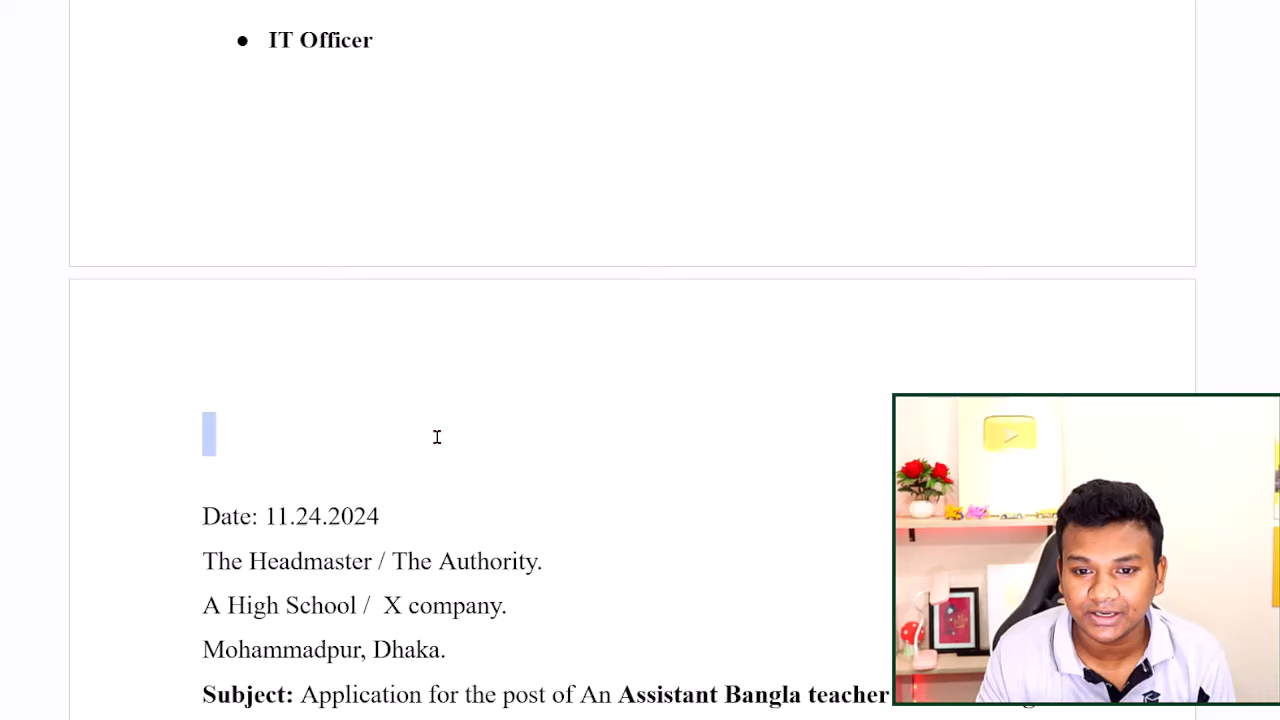 ● IT Officer
Date: 11.24.2024
The Headmaster / The Authority.
A High School / X company.
Mohammadpur, Dhaka.
Subject: Application for the post of An Assistant Bangla teacher